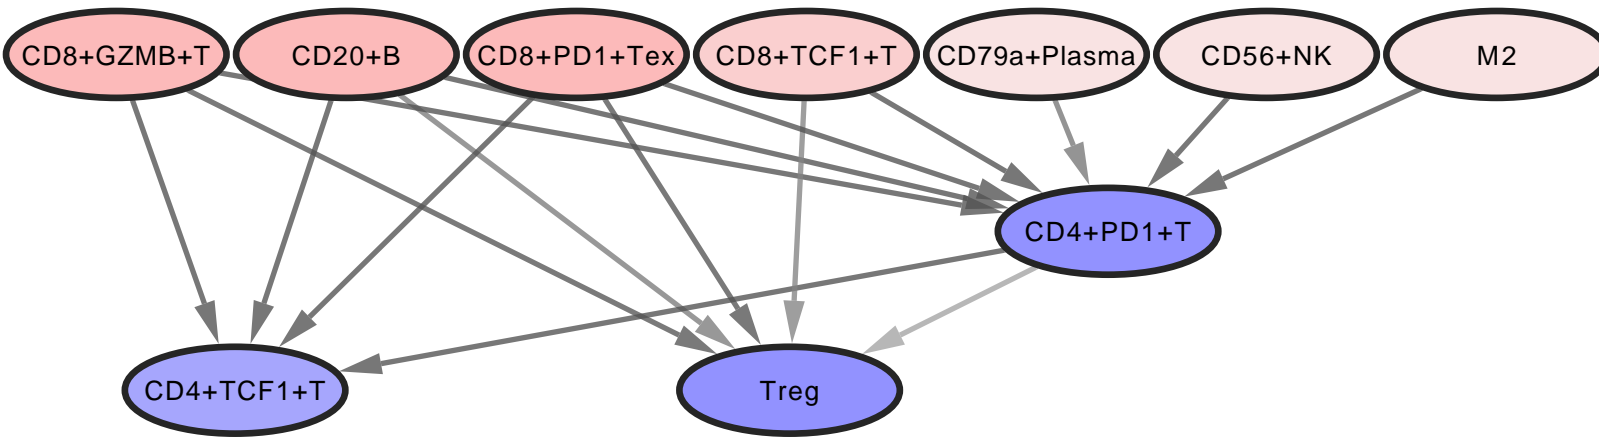 CD8+GZMB+T
CD20+B
CD8+PD1+Tex
CD8+TCF1+T
CD79a+Plasma
CD56+NK
M2
CD4+PD1+T
CD4+TCF1+T
Treg